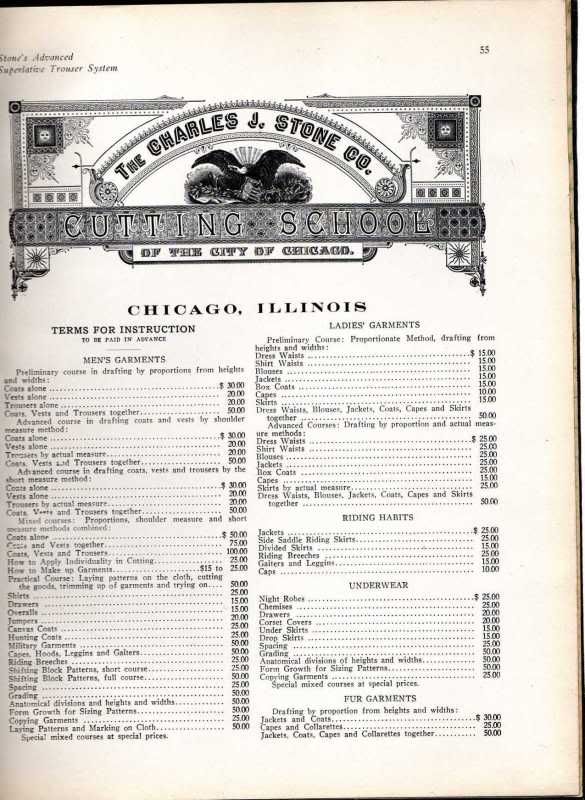 Stone's Advanced
Superlative Trouser System
55
THE CHARLES J. STONE CO.
CUTTING SCHOOL
OF THE CITY OF CHICAGO.
CHICAGO, ILLINOIS
TERMS FOR INSTRUCTION
TO BE PAID IN ADVANCE
MEN'S GARMENTS
Preliminary course in drafting by proportions from heights
and widths:
Coats alone $ 30.00
Vests alone 20.00
Trousers alone 20.00
Coats, Vests and Trousers together 50.00
Advanced course in drafting coats and vests by shoulder
measure method:
Coats alone $ 30.00
Vests alone 20.00
Trousers by actual measure 20.00
Coats, Vests and Trousers together 50.00
Advanced course in drafting coats, vests and trousers by the
short measure method:
Coats alone $ 30.00
Vests alone 20.00
Trousers by actual measure 20.00
Coats, Vests and Trousers together 50.00
Mixed courses: Proportions, shoulder measure and short
measure methods combined:
Coats alone $ 50.00
Coats and Vests together 75.00
Coats, Vests and Trousers 100.00
How to Apply Individuality in Cutting 25.00
How to Make up Garments $15 to 25.00
Practical Course: Laying patterns on the cloth, cutting
the goods, trimming up of garments and trying on 50.00
Shirts 25.00
Drawers 15.00
Overalls 15.00
Jumpers 20.00
Canvas Coats 25.00
Hunting Coats 25.00
Military Garments 50.00
Capes, Hoods, Leggins and Gaiters 50.00
Riding Breeches 25.00
Shifting Block Patterns, short course 25.00
Shifting Block Patterns, full course 50.00
Spacing 25.00
Grading 50.00
Anatomical divisions and heights and widths 50.00
Form Growth for Sizing Patterns 50.00
Copying Garments 25.00
Laying Patterns and Marking on Cloth 50.00
Special mixed courses at special prices.
LADIES' GARMENTS
Preliminary Course: Proportionate Method, drafting from
heights and widths:
Dress Waists $ 15.00
Shirt Waists 15.00
Blouses 15.00
Jackets 15.00
Box Coats 15.00
Capes 10.00
Skirts 15.00
Dress Waists, Blouses, Jackets, Coats, Capes and Skirts
together 50.00
Advanced Courses: Drafting by proportion and actual meas-
ure methods:
Dress Waists $ 25.00
Shirt Waists 25.00
Blouses 25.00
Jackets 25.00
Box Coats 25.00
Capes 15.00
Skirts by actual measure 25.00
Dress Waists, Blouses, Jackets, Coats, Capes and Skirts
together 50.00
RIDING HABITS
Jackets $ 25.00
Side Saddle Riding Skirts 25.00
Divided Skirts 15.00
Riding Breeches 25.00
Gaiters and Leggins 15.00
Caps 10.00
UNDERWEAR
Night Robes $ 25.00
Chemises 25.00
Drawers 20.00
Corset Covers 20.00
Under Skirts 15.00
Drop Skirts 15.00
Spacing 25.00
Grading 50.00
Anatomical divisions of heights and widths 50.00
Form Growth for Sizing Patterns 50.00
Copying Garments 25.00
Special mixed courses at special prices.
FUR GARMENTS
Drafting by proportion from heights and widths:
Jackets and Coats $ 30.00
Capes and Collarettes 25.00
Jackets, Coats, Capes and Collarettes together 50.00